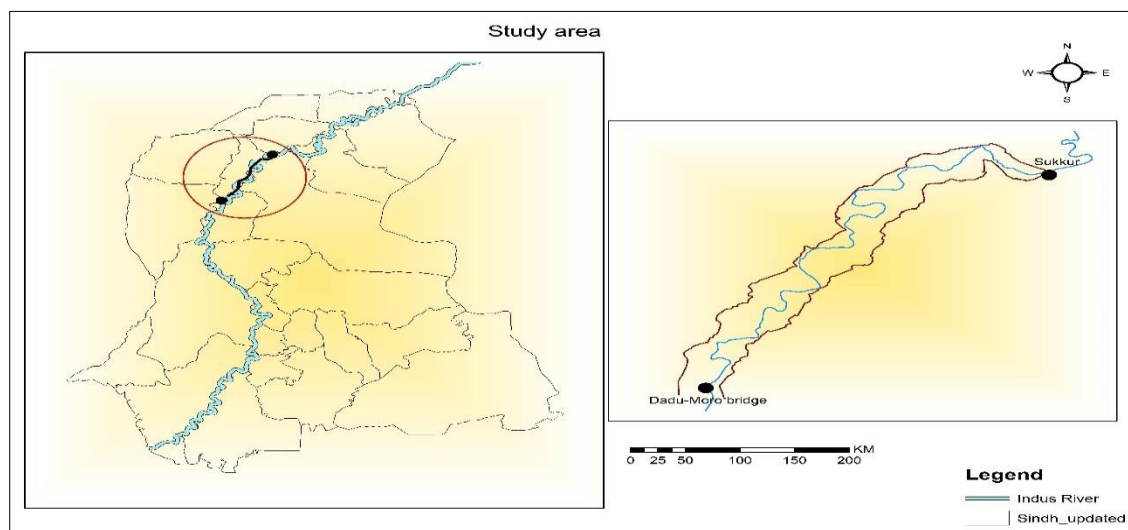 Study area
N
W E
S
Sukkur
Dadu-Moro bridge
KM
0 25 50 100 150 200
Legend
Indus River
Sindh_updated